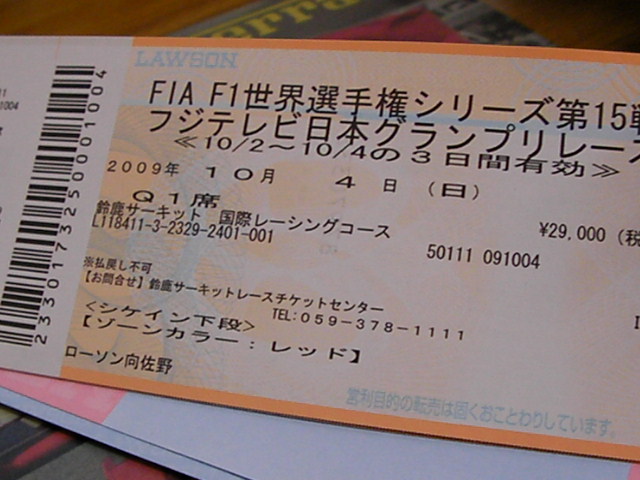 LAWSON
FIA F1世界選手権シリーズ第15戦
フジテレビ日本グランプリレース
≪10/2～10/4の3日間有効≫
2009年 10月 4日（日）
Q1席
鈴鹿サーキット 国際レーシングコース
¥29,000（税
L118411-3-2329-2401-001
50111 091004
※払戻し不可
【お問合せ】鈴鹿サーキットレースチケットセンター
TEL:059-378-1111
<シケイン下段>
【ゾーンカラー：レッド】
ローソン向佐野
営利目的の転売は固くおことわりしています。
2330173250001004